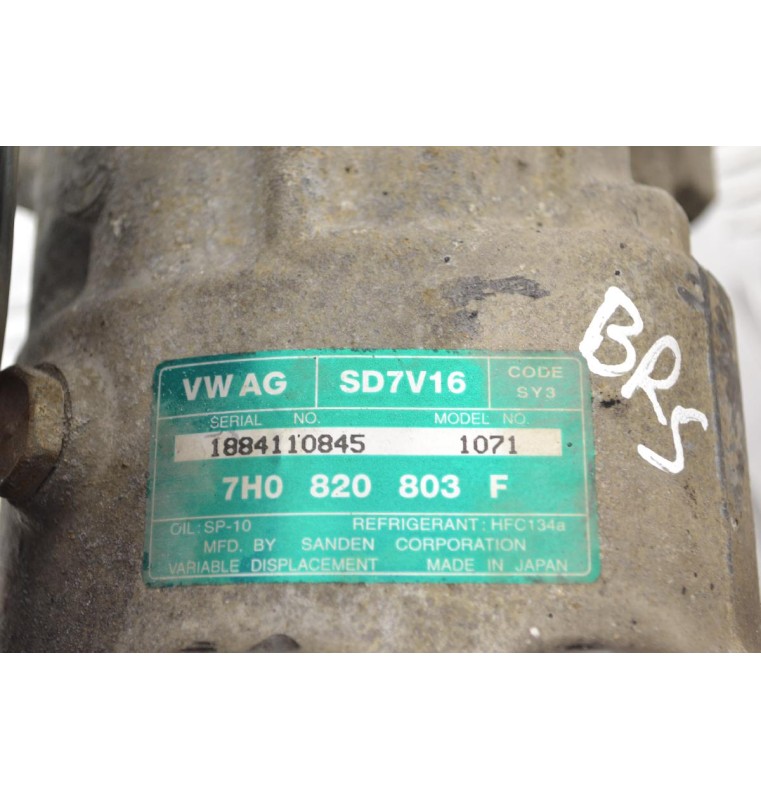 VW AG SD7V16 CODE SY3
SERIAL NO. MODEL NO.
1884110845 1071
7H0 820 803 F
OIL: SP-10 REFRIGERANT: HFC134a
MFD. BY SANDEN CORPORATION
VARIABLE DISPLACEMENT MADE IN JAPAN
BRS